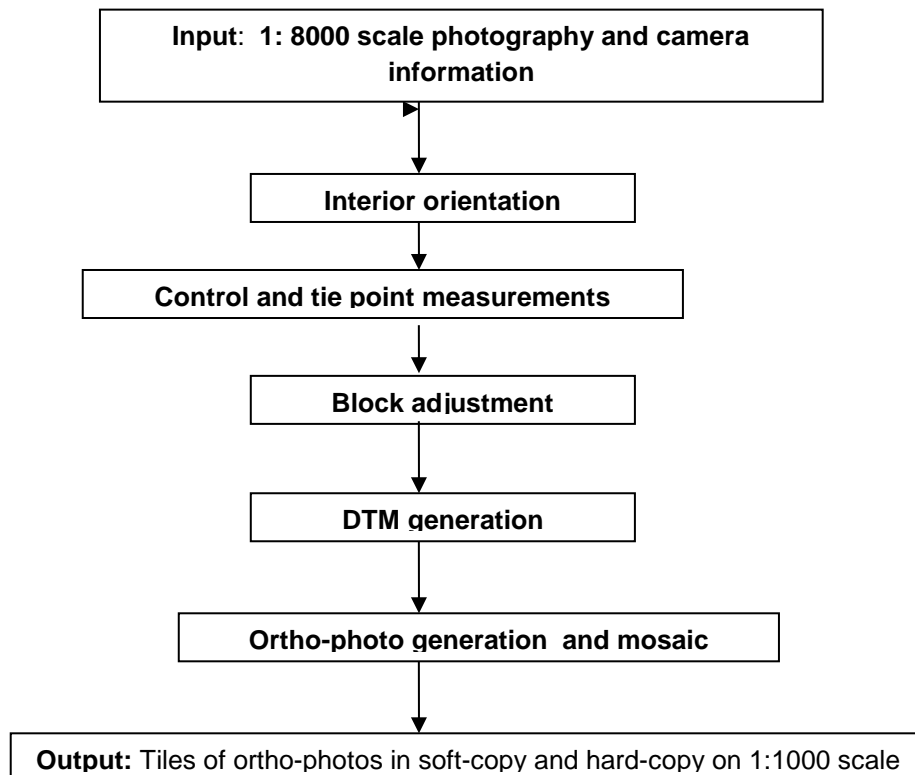 Input: 1: 8000 scale photography and camera
information
Interior orientation
Control and tie point measurements
Block adjustment
DTM generation
Ortho-photo generation and mosaic
Output: Tiles of ortho-photos in soft-copy and hard-copy on 1:1000 scale